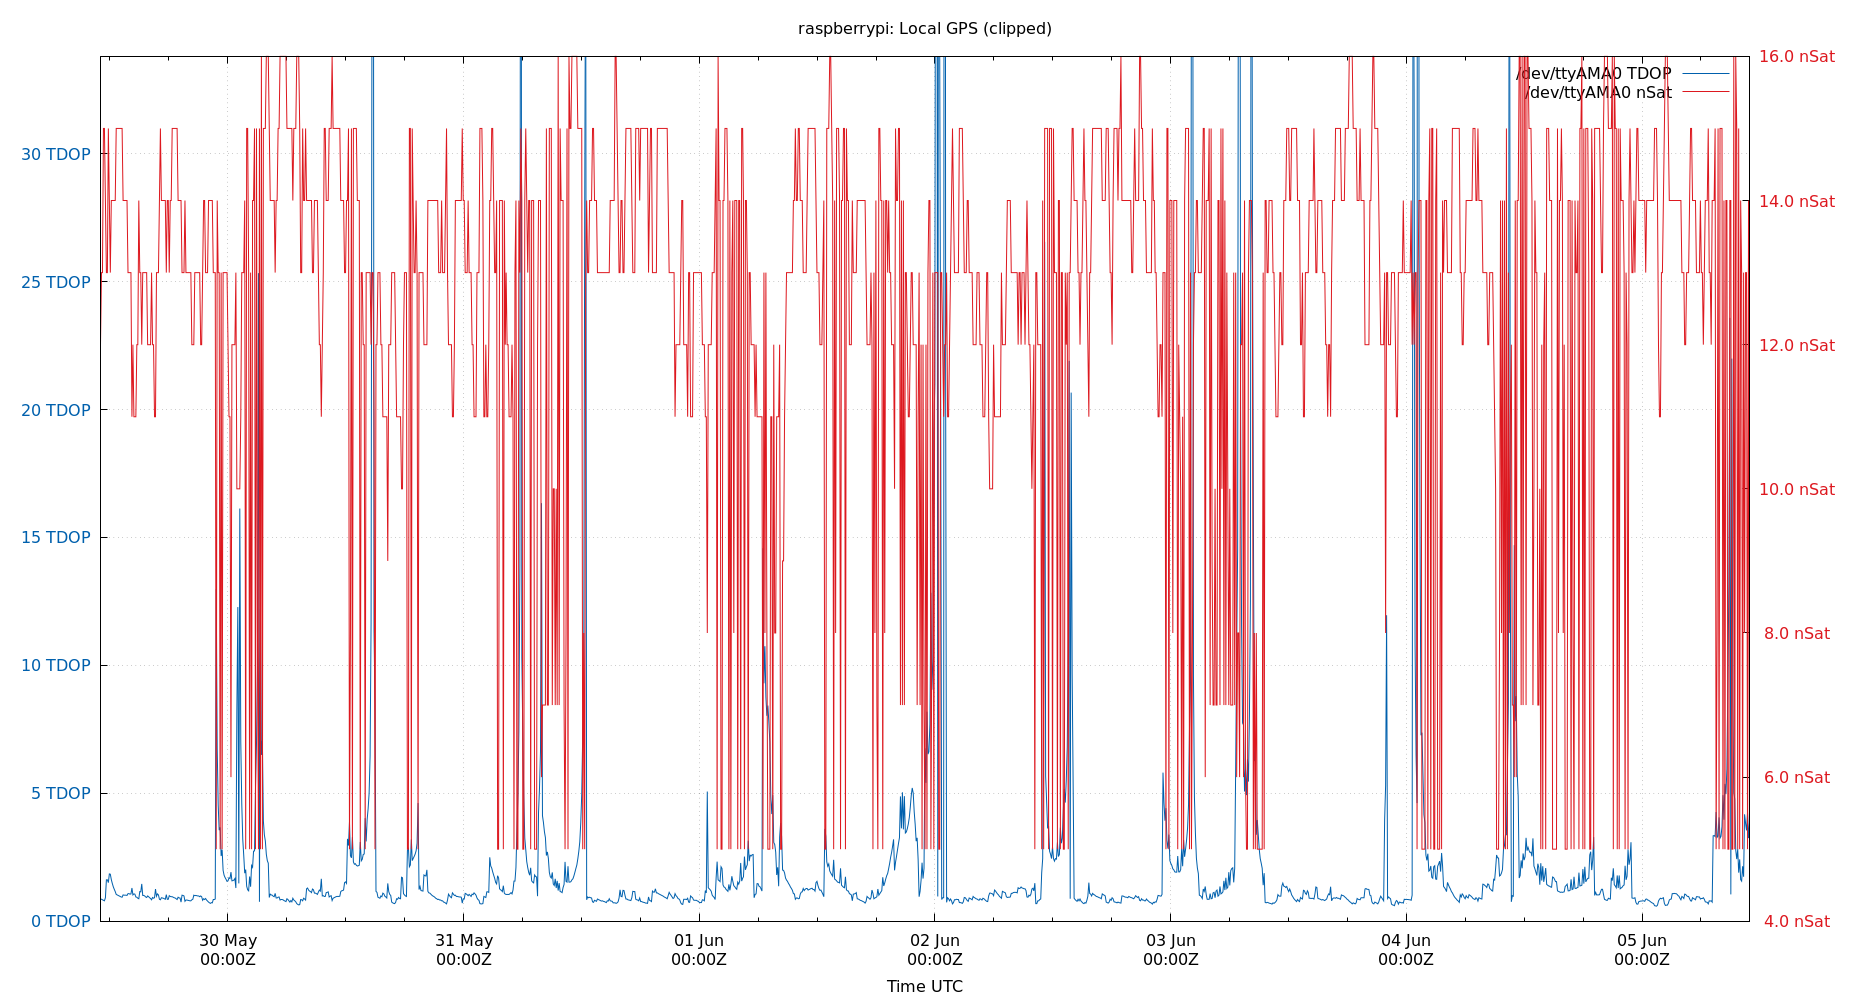 raspberrypi: Local GPS (clipped)
16.0 nSat
/dev/ttyAMA0 TDOP
/dev/ttyAMA0 nSat
30 TDOP
14.0 nSat
25 TDOP
12.0 nSat
20 TDOP
10.0 nSat
15 TDOP
8.0 nSat
10 TDOP
6.0 nSat
5 TDOP
0 TDOP
4.0 nSat
30 May 31 May 01 Jun 02 Jun 03 Jun 04 Jun 05 Jun
00:00Z 00:00Z 00:00Z 00:00Z 00:00Z 00:00Z 00:00Z
Time UTC